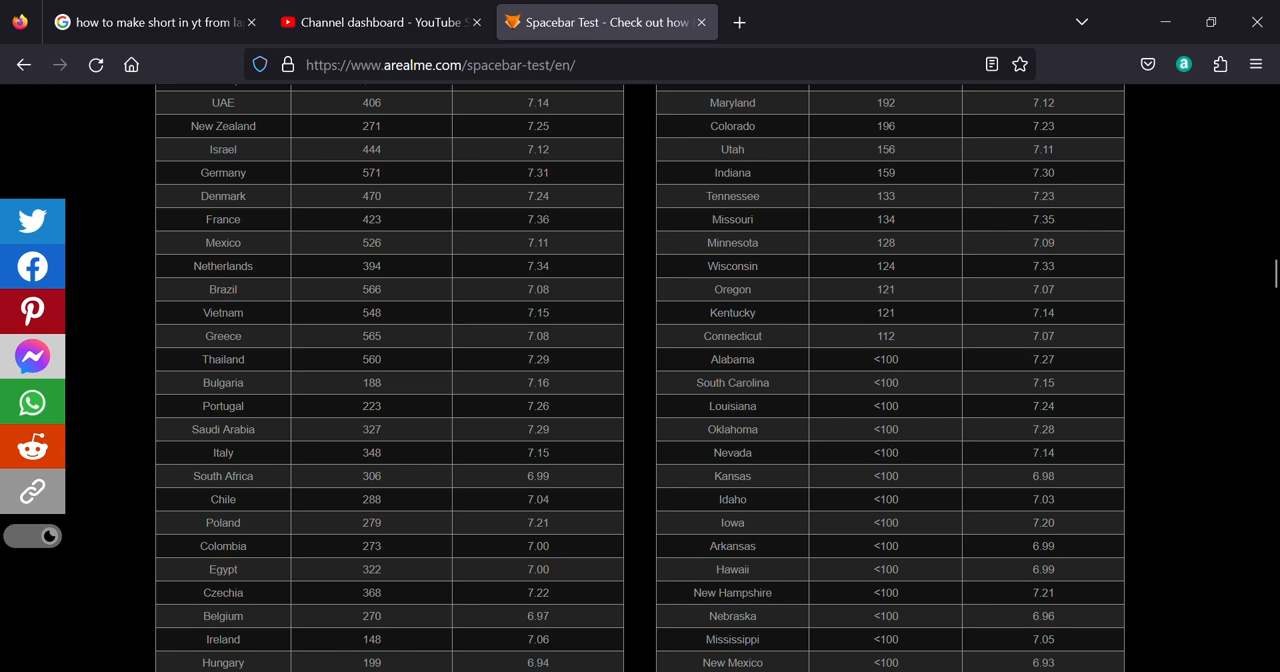 how to make short in yt from la
Channel dashboard - YouTube S
Spacebar Test - Check out how
https://www.arealme.com/spacebar-test/en/
UAE 406 7.14
New Zealand 271 7.25
Israel 444 7.12
Germany 571 7.31
Denmark 470 7.24
France 423 7.36
Mexico 526 7.11
Netherlands 394 7.34
Brazil 566 7.08
Vietnam 548 7.15
Greece 565 7.08
Thailand 560 7.29
Bulgaria 188 7.16
Portugal 223 7.26
Saudi Arabia 327 7.29
Italy 348 7.15
South Africa 306 6.99
Chile 288 7.04
Poland 279 7.21
Colombia 273 7.00
Egypt 322 7.00
Czechia 368 7.22
Belgium 270 6.97
Ireland 148 7.06
Hungary 199 6.94
Maryland 192 7.12
Colorado 196 7.23
Utah 156 7.11
Indiana 159 7.30
Tennessee 133 7.23
Missouri 134 7.35
Minnesota 128 7.09
Wisconsin 124 7.33
Oregon 121 7.07
Kentucky 121 7.14
Connecticut 112 7.07
Alabama <100 7.27
South Carolina <100 7.15
Louisiana <100 7.24
Oklahoma <100 7.28
Nevada <100 7.14
Kansas <100 6.98
Idaho <100 7.03
Iowa <100 7.20
Arkansas <100 6.99
Hawaii <100 6.99
New Hampshire <100 7.21
Nebraska <100 6.96
Mississippi <100 7.05
New Mexico <100 6.93